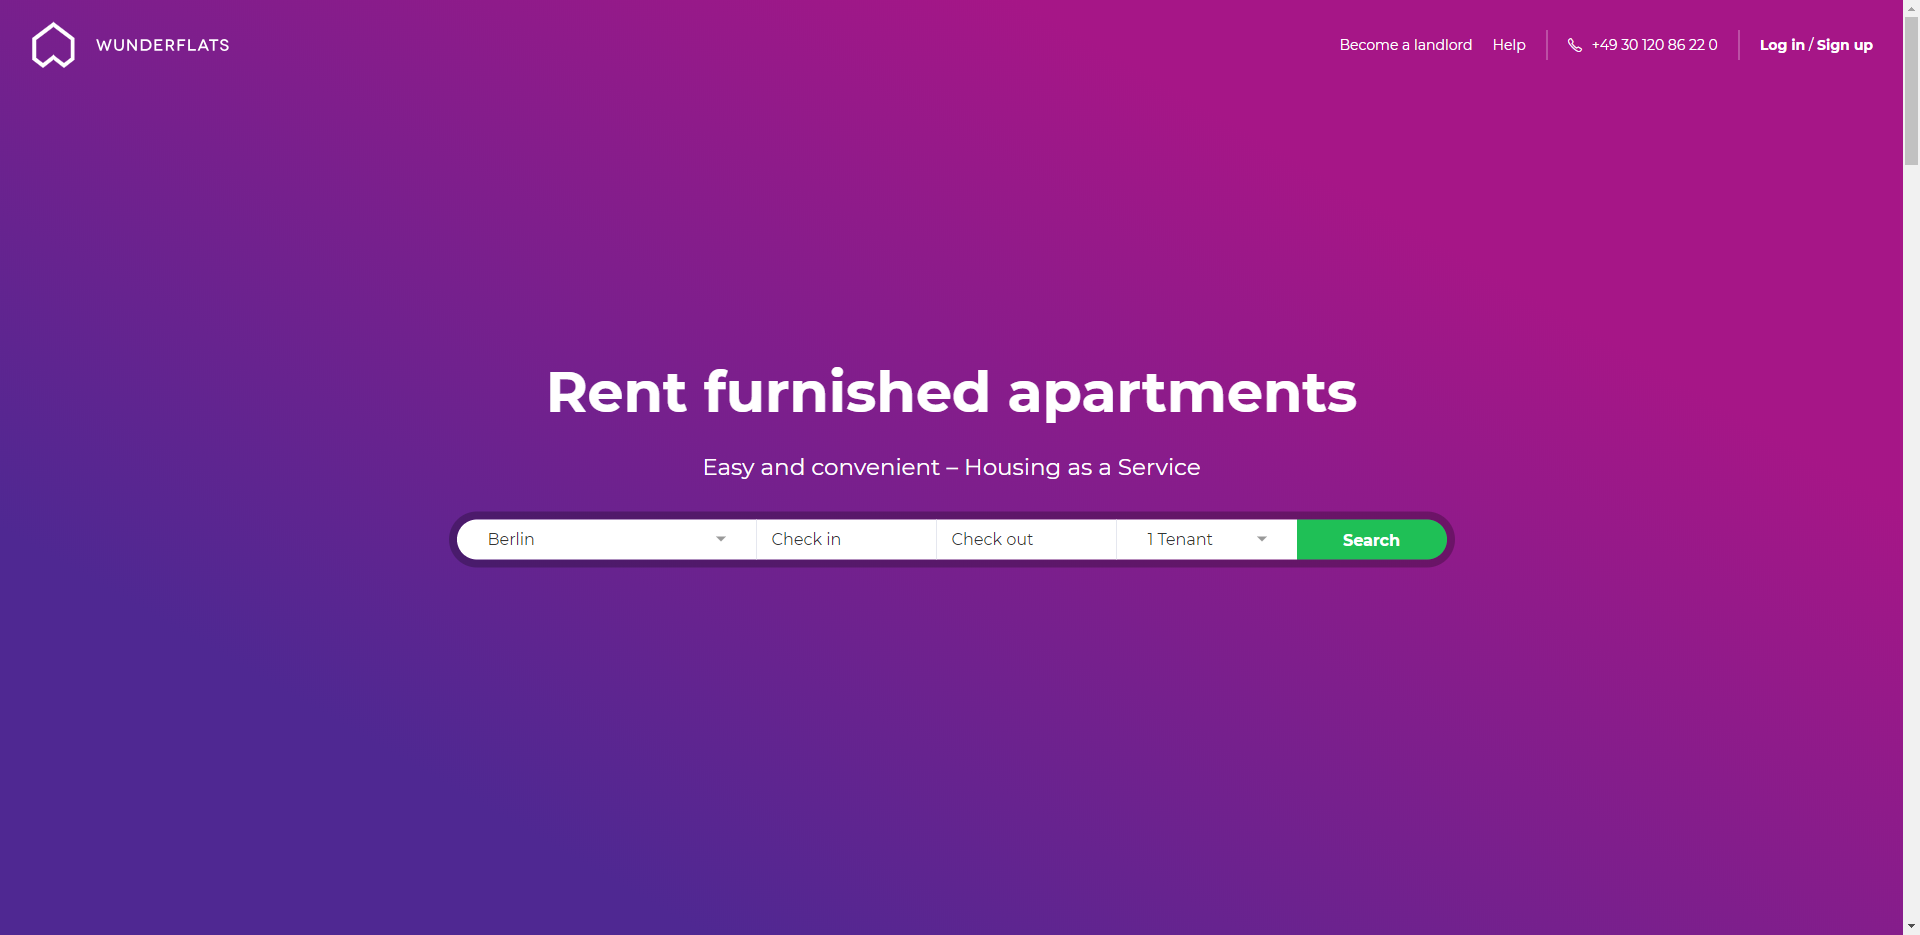 WUNDERFLATS
Become a landlord Help +49 30 120 86 22 0 Log in / Sign up
Rent furnished apartments
Easy and convenient – Housing as a Service
Berlin Check in Check out 1 Tenant Search